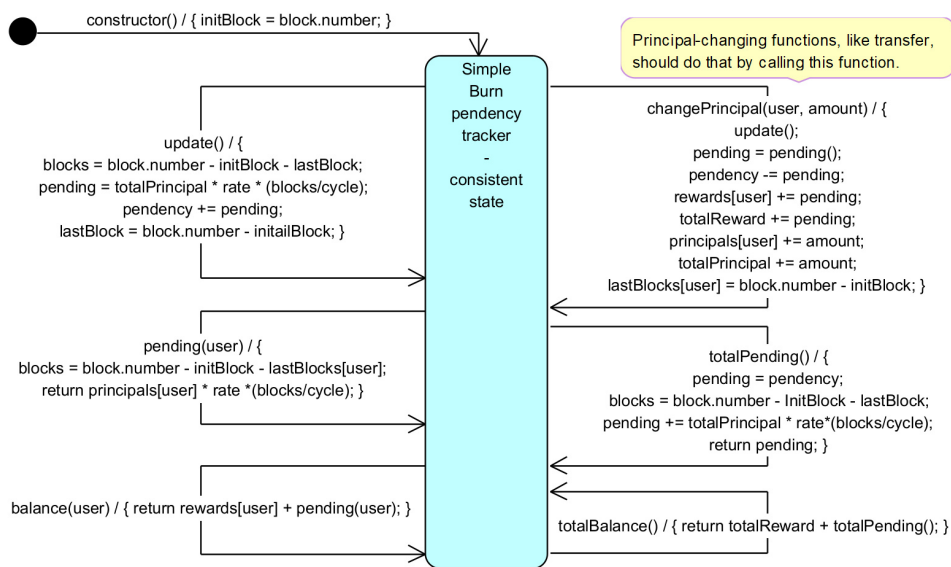 constructor() / { initBlock = block.number; }
Principal-changing functions, like transfer,
should do that by calling this function.
Simple
Burn
pendency
tracker
-
consistent
state
update() / {
blocks = block.number - initBlock - lastBlock;
pending = totalPrincipal * rate * (blocks/cycle);
pendency += pending;
lastBlock = block.number - initailBlock; }
changePrincipal(user, amount) / {
update();
pending = pending();
pendency -= pending;
rewards[user] += pending;
totalReward += pending;
principals[user] += amount;
totalPrincipal += amount;
lastBlocks[user] = block.number - initBlock; }
pending(user) / {
blocks = block.number - initBlock - lastBlocks[user];
return principals[user] * rate *(blocks/cycle); }
totalPending() / {
pending = pendency;
blocks = block.number - InitBlock - lastBlock;
pending += totalPrincipal * rate*(blocks/cycle);
return pending; }
balance(user) / { return rewards[user] + pending(user); }
totalBalance() / { return totalReward + totalPending(); }